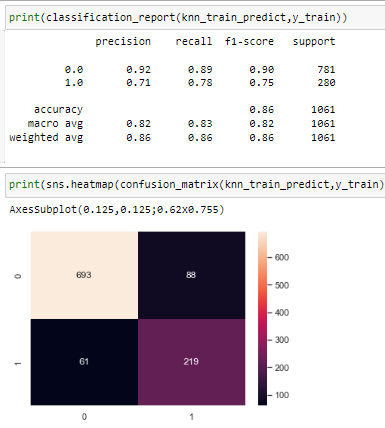 print(classification_report(knn_train_predict,y_train))
precision recall f1-score support
0.0 0.92 0.89 0.90 781
1.0 0.71 0.78 0.75 280
accuracy 0.86 1061
macro avg 0.82 0.83 0.82 1061
weighted avg 0.86 0.86 0.86 1061
print(sns.heatmap(confusion_matrix(knn_train_predict,y_train)
AxesSubplot(0.125,0.125;0.62x0.755)
0 693 88
1 61 219
0 1
600
500
400
300
200
100